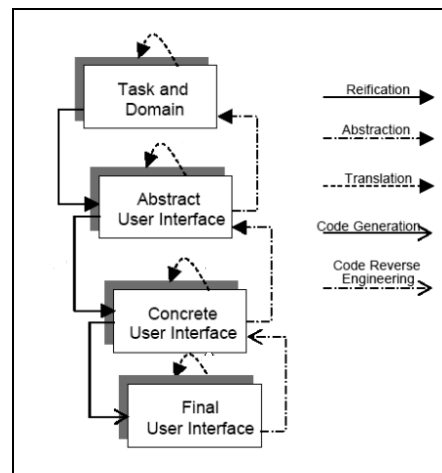 Task and
Domain
Abstract
User Interface
Concrete
User Interface
Final
User Interface
Reification
Abstraction
Translation
Code Generation
Code Reverse
Engineering